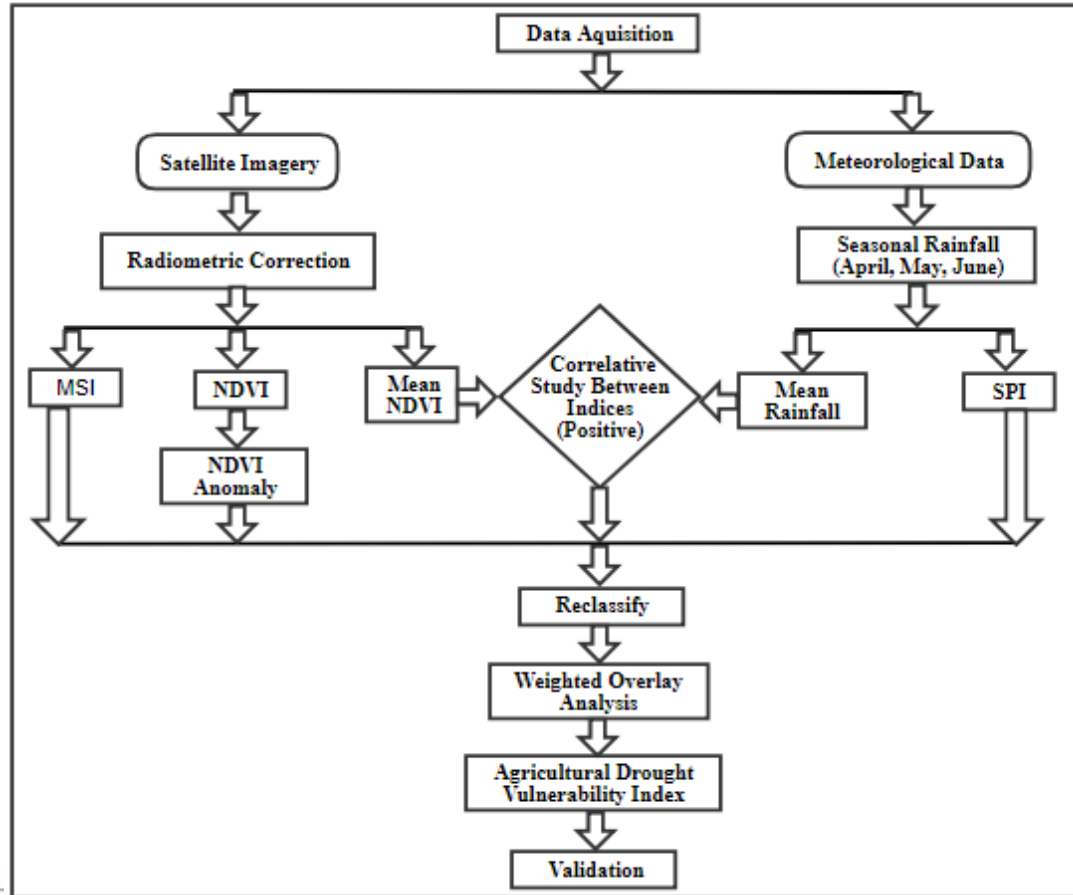 Data Aquisition
Satellite Imagery
Meteorological Data
Radiometric Correction
Seasonal Rainfall
(April, May, June)
MSI
NDVI
Mean
NDVI
Correlative
Study Between
Indices
(Positive)
Mean
Rainfall
SPI
NDVI
Anomaly
Reclassify
Weighted Overlay
Analysis
Agricultural Drought
Vulnerability Index
Validation